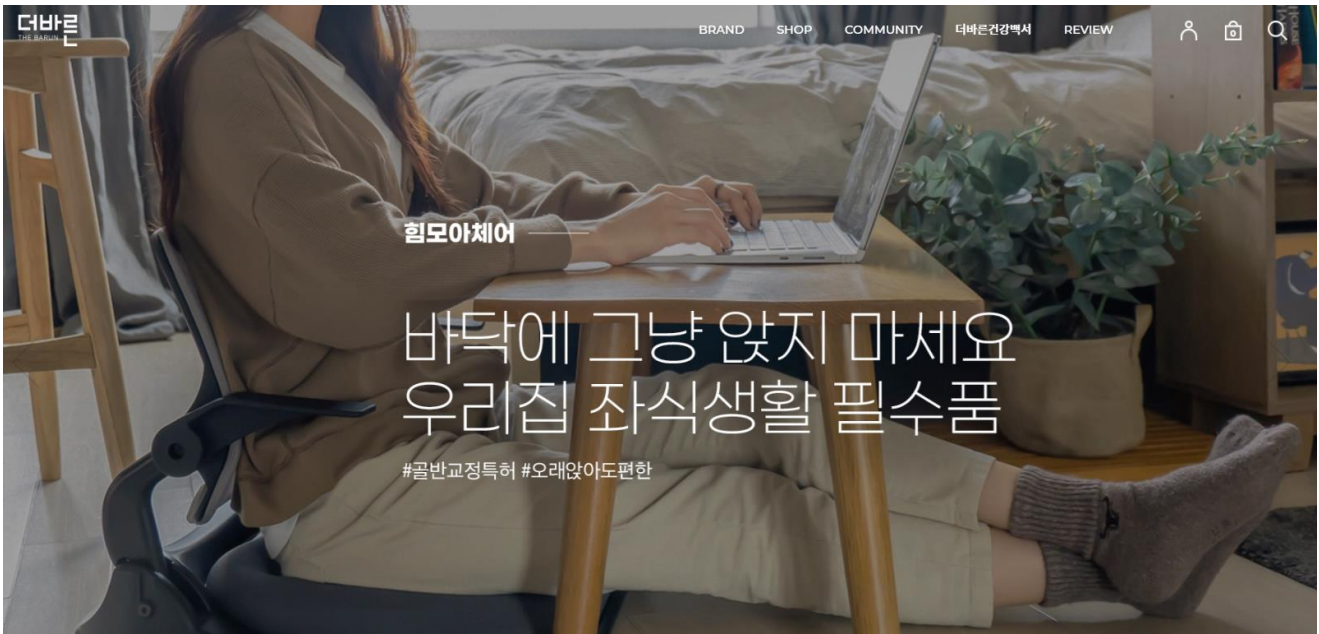 더바른
THE BARUN
BRAND SHOP COMMUNITY 더바른건강백서 REVIEW
0
힘모아체어
바닥에 그냥 앉지 마세요
우리집 좌식생활 필수품
#골반교정특허 #오래앉아도편한